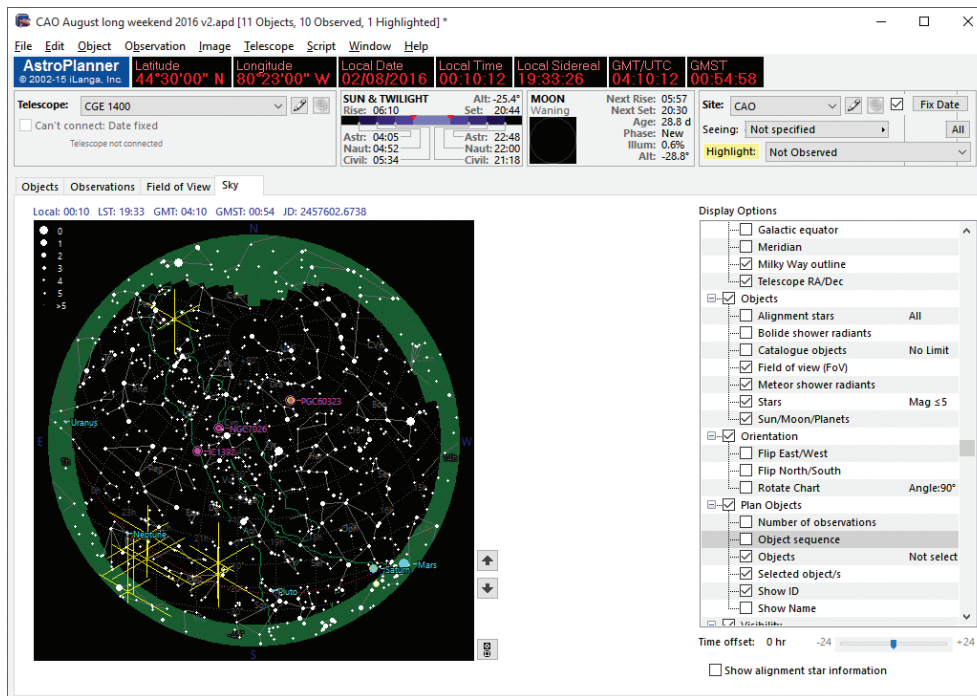 CAO August long weekend 2016 v2.apd [11 Objects, 10 Observed, 1 Highlighted] *
File Edit Object Observation Image Telescope Script Window Help
AstroPlanner
© 2002-15 iLanga, Inc.
Latitude
44°30'00" N
Longitude
80°23'00" W
Local Date
02/08/2016
Local Time
00:10:12
Local Sidereal
19:33:26
GMT/UTC
04:10:12
GMST
00:54:58
Telescope: CGE 1400
Can't connect: Date fixed
Telescope not connected
SUN & TWILIGHT Alt: -25.4°
Rise: 06:10 Set: 20:44
Astr: 04:05 Astr: 22:48
Naut: 04:52 Naut: 22:00
Civil: 05:34 Civil: 21:18
MOON
Waning
Next Rise: 05:57
Next Set: 20:30
Age: 28.8 d
Phase: New
Illum: 0.6%
Alt: -28.8°
Site: CAO Fix Date
Seeing: Not specified All
Highlight: Not Observed
Objects Observations Field of View Sky
Local: 00:10 LST: 19:33 GMT: 04:10 GMST: 00:54 JD: 2457602.6738
0
1
2
3
4
5
>5
N
PGC60323
NGC7026
IC1392
Uranus
E
W
1h
14h
And
Peg
23h
21h
Neptune
Saturn
Mars
Pluto
S
Display Options
Galactic equator
Meridian
Milky Way outline
Telescope RA/Dec
Objects
Alignment stars All
Bolide shower radiants
Catalogue objects No Limit
Field of view (FoV)
Meteor shower radiants
Stars Mag ≤5
Sun/Moon/Planets
Orientation
Flip East/West
Flip North/South
Rotate Chart Angle:90°
Plan Objects
Number of observations
Object sequence
Objects Not select
Selected object/s
Show ID
Show Name
Visibility
Time offset: 0 hr -24 +24
Show alignment star information